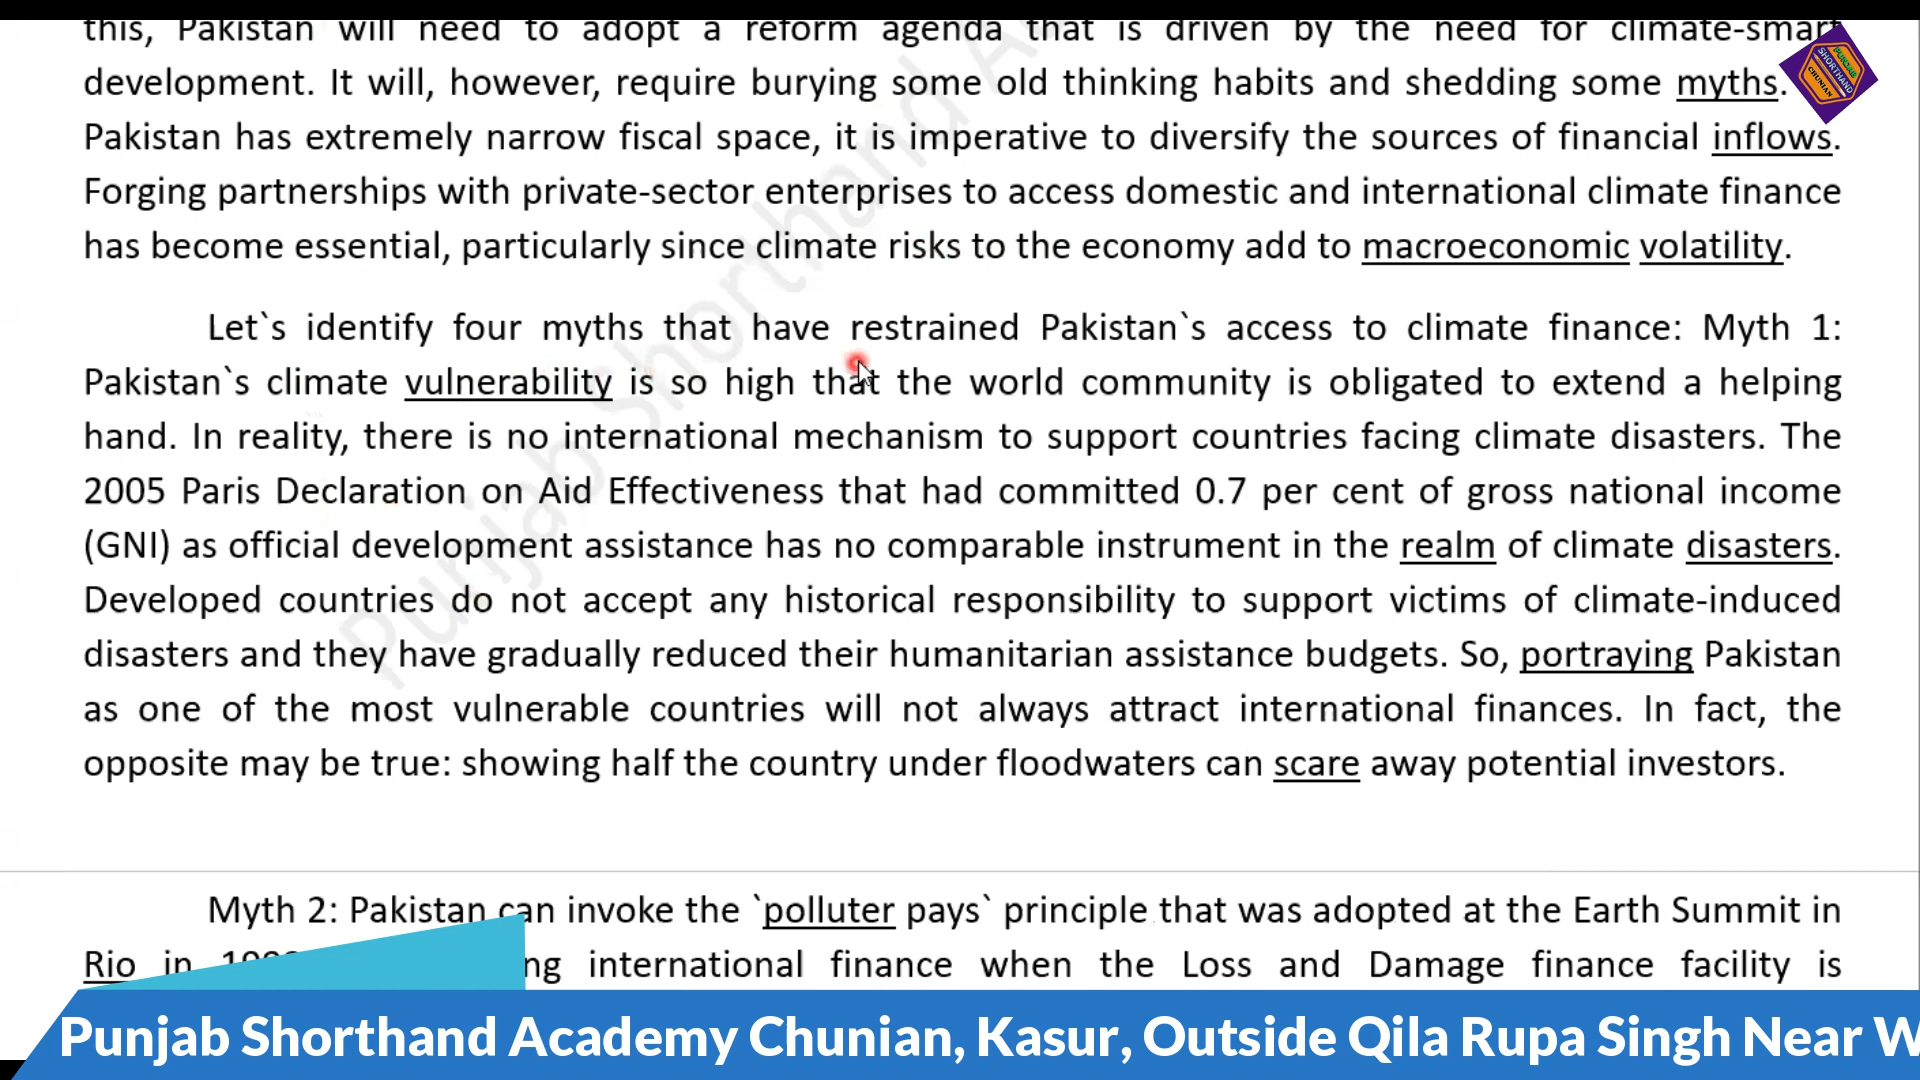 this, Pakistan will need to adopt a reform agenda that is driven by the need for climate-smart
development. It will, however, require burying some old thinking habits and shedding some myths.
Pakistan has extremely narrow fiscal space, it is imperative to diversify the sources of financial inflows.
Forging partnerships with private-sector enterprises to access domestic and international climate finance
has become essential, particularly since climate risks to the economy add to macroeconomic volatility.
Let`s identify four myths that have restrained Pakistan`s access to climate finance: Myth 1:
Pakistan`s climate vulnerability is so high that the world community is obligated to extend a helping
hand. In reality, there is no international mechanism to support countries facing climate disasters. The
2005 Paris Declaration on Aid Effectiveness that had committed 0.7 per cent of gross national income
(GNI) as official development assistance has no comparable instrument in the realm of climate disasters.
Developed countries do not accept any historical responsibility to support victims of climate-induced
disasters and they have gradually reduced their humanitarian assistance budgets. So, portraying Pakistan
as one of the most vulnerable countries will not always attract international finances. In fact, the
opposite may be true: showing half the country under floodwaters can scare away potential investors.
Myth 2: Pakistan can invoke the `polluter pays` principle that was adopted at the Earth Summit in
Rio in international finance when the Loss and Damage finance facility is
Punjab Shorthand Academy Chunian, Kasur, Outside Qila Rupa Singh Near W
PUNJAB
SHORTHAND
CHUNIAN
Punjab Shorthand A